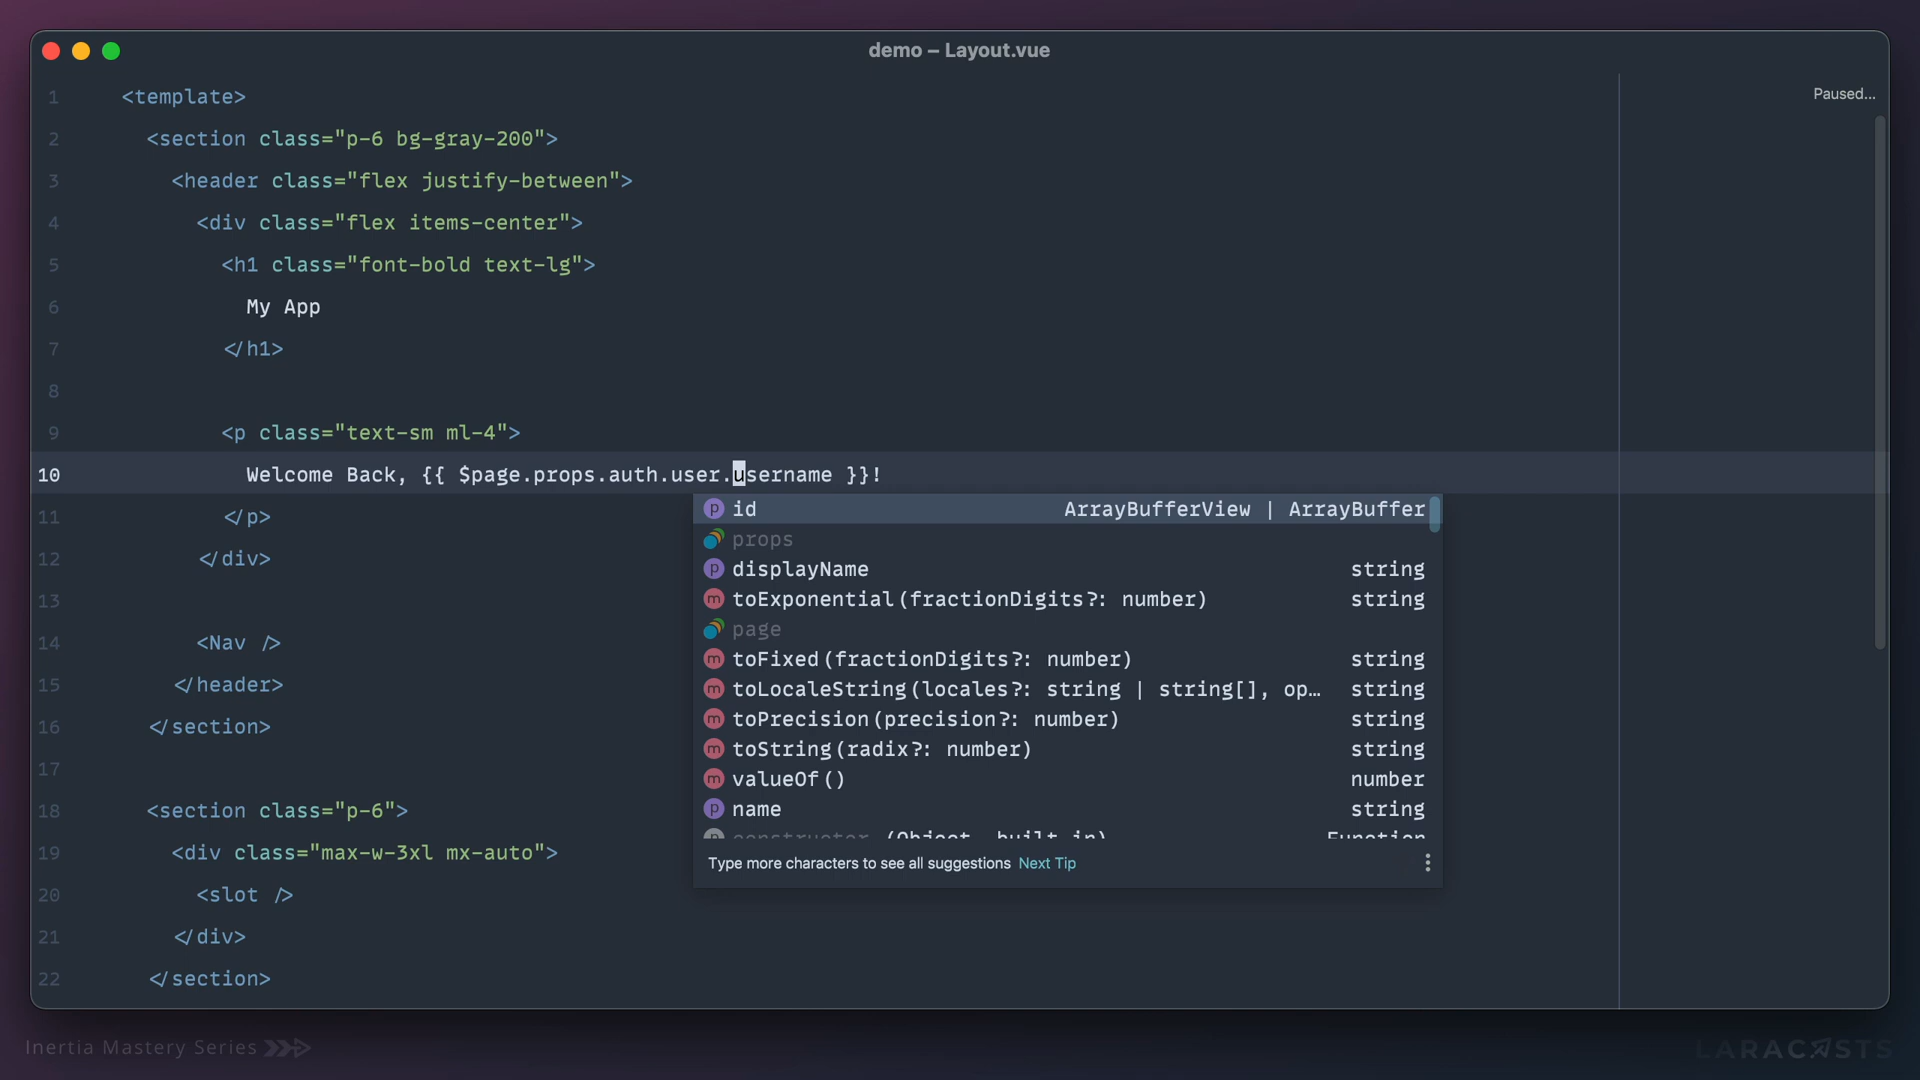 demo – Layout.vue
Paused...
1 <template>
2 <section class="p-6 bg-gray-200">
3 <header class="flex justify-between">
4 <div class="flex items-center">
5 <h1 class="font-bold text-lg">
6 My App
7 </h1>
8
9 <p class="text-sm ml-4">
10 Welcome Back, {{ $page.props.auth.user.username }}!
11 </p>
12 </div>
13
14 <Nav />
15 </header>
16 </section>
17
18 <section class="p-6">
19 <div class="max-w-3xl mx-auto">
20 <slot />
21 </div>
22 </section>
p id ArrayBufferView | ArrayBuffer
props
p displayName string
m toExponential(fractionDigits?: number) string
page
m toFixed(fractionDigits?: number) string
m toLocaleString(locales?: string | string[], op… string
m toPrecision(precision?: number) string
m toString(radix?: number) string
m valueOf() number
p name string
p constructor (Object, built in) Function
Type more characters to see all suggestions Next Tip
Inertia Mastery Series
LARACASTS